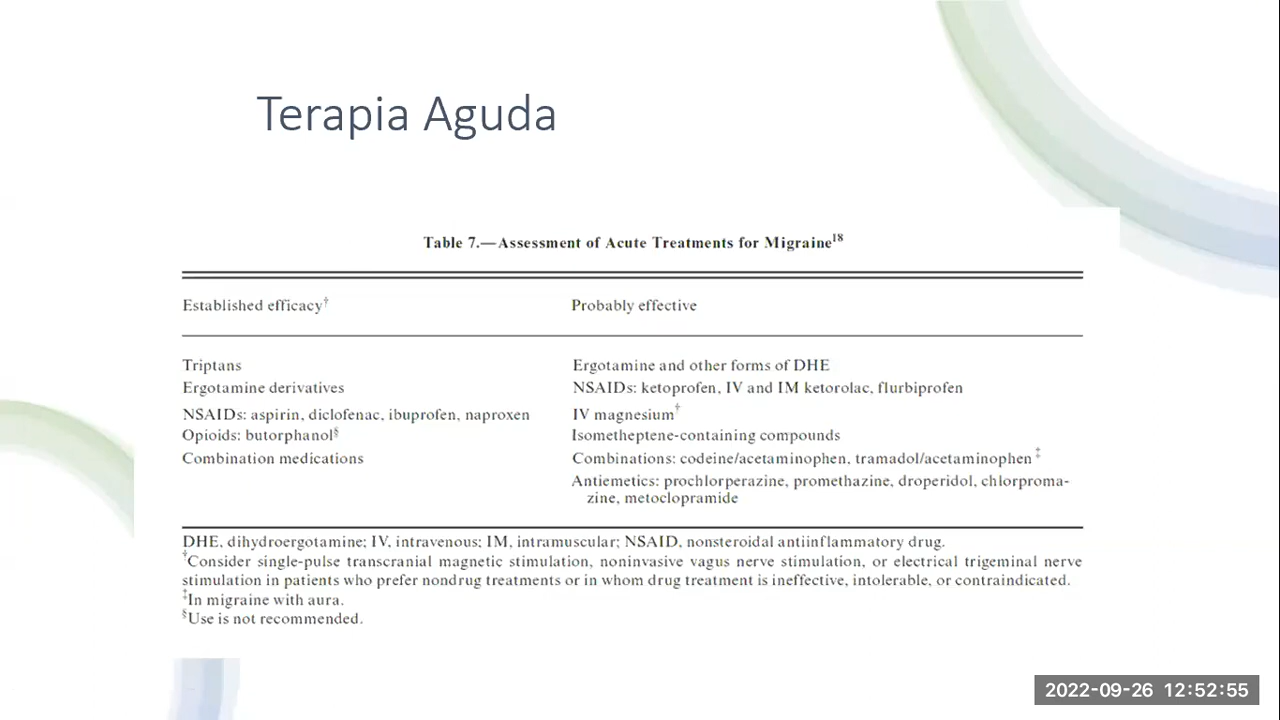 Terapia Aguda
Table 7.—Assessment of Acute Treatments for Migraine18
Established efficacy†
Probably effective
Triptans
Ergotamine and other forms of DHE
Ergotamine derivatives
NSAIDs: ketoprofen, IV and IM ketorolac, flurbiprofen
NSAIDs: aspirin, diclofenac, ibuprofen, naproxen
IV magnesium†
Opioids: butorphanol§
Isometheptene-containing compounds
Combination medications
Combinations: codeine/acetaminophen, tramadol/acetaminophen‡
Antiemetics: prochlorperazine, promethazine, droperidol, chlorproma-
zine, metoclopramide
DHE, dihydroergotamine; IV, intravenous; IM, intramuscular; NSAID, nonsteroidal antiinflammatory drug.
†Consider single-pulse transcranial magnetic stimulation, noninvasive vagus nerve stimulation, or electrical trigeminal nerve
stimulation in patients who prefer nondrug treatments or in whom drug treatment is ineffective, intolerable, or contraindicated.
‡In migraine with aura.
§Use is not recommended.
2022-09-26 12:52:55